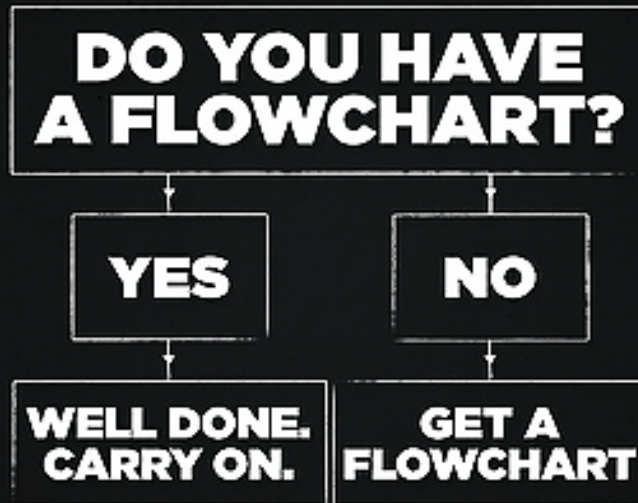 DO YOU HAVE
A FLOWCHART?
YES
NO
WELL DONE.
CARRY ON.
GET A
FLOWCHART